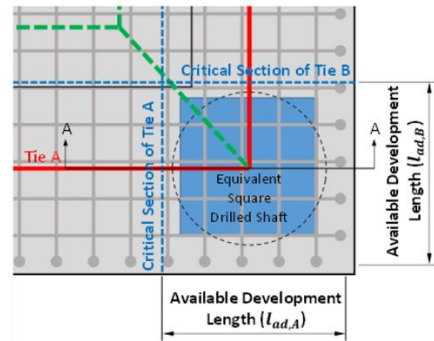 Critical Section of Tie B
Critical Section of Tie A
A
A
Tie A
Equivalent
Square
Drilled Shaft
Available Development
Length (l_ad,B)
Available Development
Length (l_ad,A)